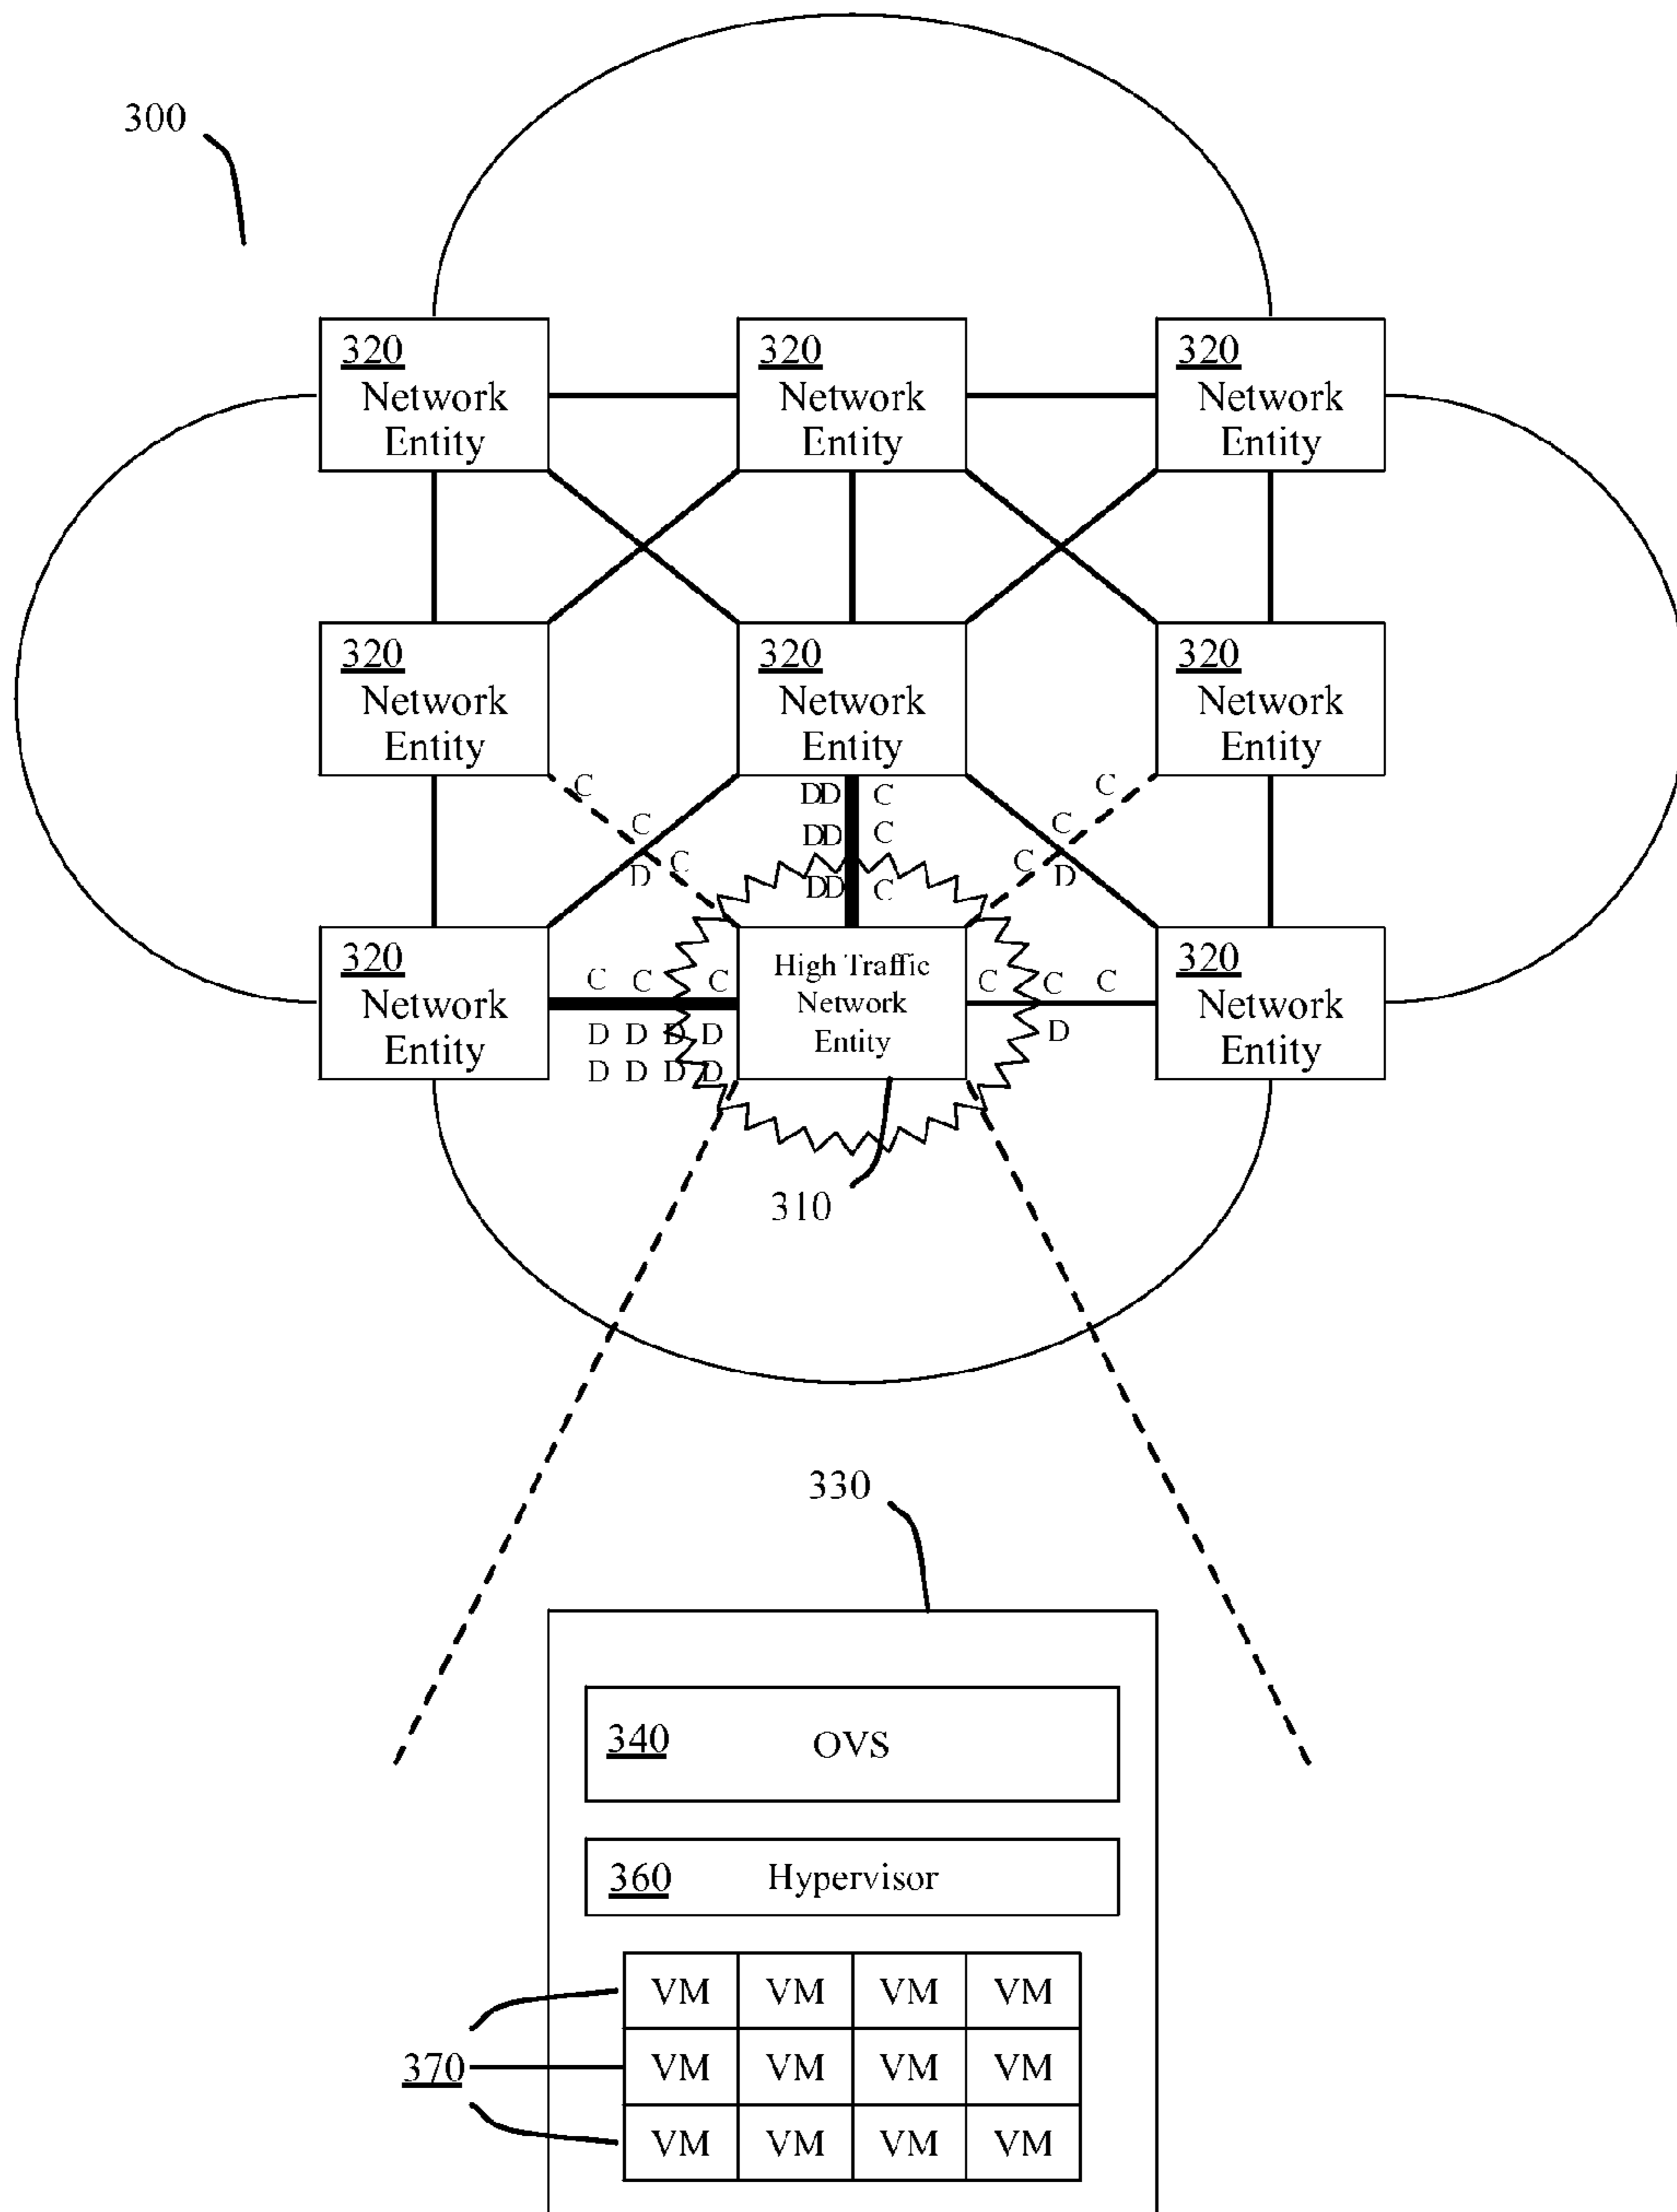 300
320 320 320
Network Network Network
Entity Entity Entity
320 320 320
Network Network Network
Entity Entity Entity
C DD C C
C DD C C
C D DD C C D
320 High Traffic 320
Network Network Network
Entity Entity Entity
C C C C C C
D D D D D
D D D D
310
330
340 OVS
360 Hypervisor
VM VM VM VM
370 VM VM VM VM
VM VM VM VM